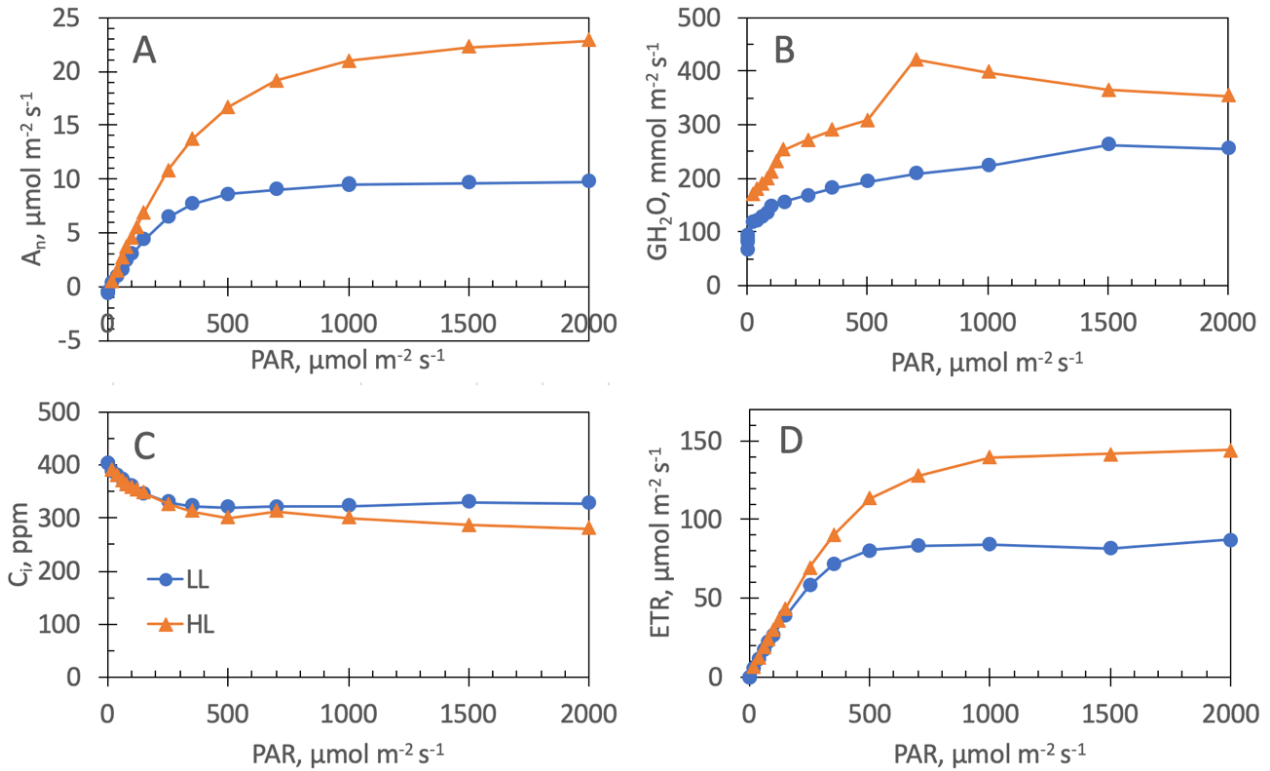 A
25
20
15
10
5
0
-5
Aₙ, µmol m⁻² s⁻¹
0 500 1000 1500 2000
PAR, µmol m⁻² s⁻¹
B
500
400
300
200
100
0
GH₂O, mmol m⁻² s⁻¹
0 500 1000 1500 2000
PAR, µmol m⁻² s⁻¹
C
500
400
300
200
100
0
Cᵢ, ppm
LL
HL
0 500 1000 1500 2000
PAR, µmol m⁻² s⁻¹
D
150
100
50
0
ETR, µmol m⁻² s⁻¹
0 500 1000 1500 2000
PAR, µmol m⁻² s⁻¹